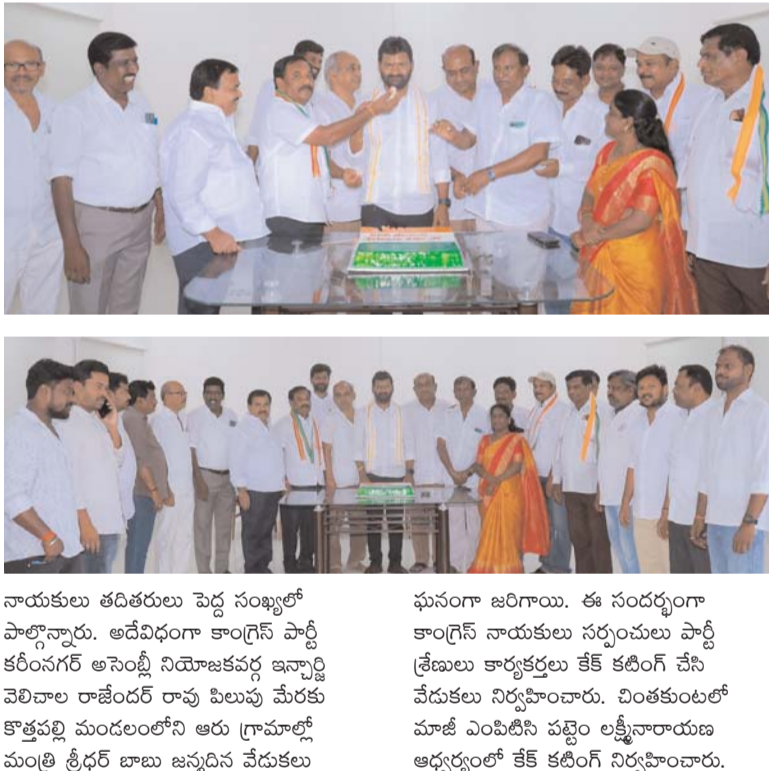 నాయకులు తదితరులు పెద్ద సంఖ్యలో
పాల్గొన్నారు. అదేవిధంగా కాంగ్రెస్ పార్టీ
కరీంనగర్ అసెంబ్లీ నియోజకవర్గ ఇన్చార్జి
వెలిచాల రాజేందర్ రావు పిలుపు మేరకు
కొత్తపల్లి మండలంలోని ఆరు గ్రామాల్లో
మంత్రి శ్రీధర్ బాబు జన్మదిన వేడుకలు
ఘనంగా జరిగాయి. ఈ సందర్భంగా
కాంగ్రెస్ నాయకులు సర్పంచులు పార్టీ
శ్రేణులు కార్యకర్తలు కేక్ కటింగ్ చేసి
వేడుకలు నిర్వహించారు. చింతకుంటలో
మాజీ ఎంపిటిసి పట్టెం లక్ష్మీనారాయణ
ఆధ్వర్యంలో కేక్ కటింగ్ నిర్వహించారు.